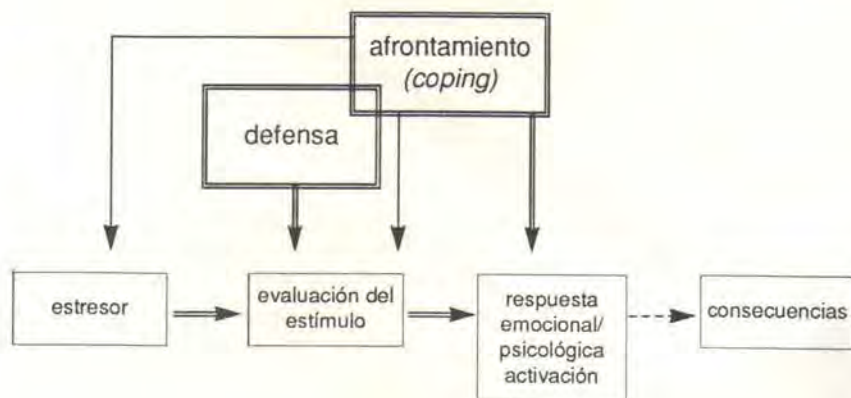 afrontamiento
(coping)
defensa
estresor
evaluación del
estímulo
respuesta
emocional/
psicológica
activación
consecuencias